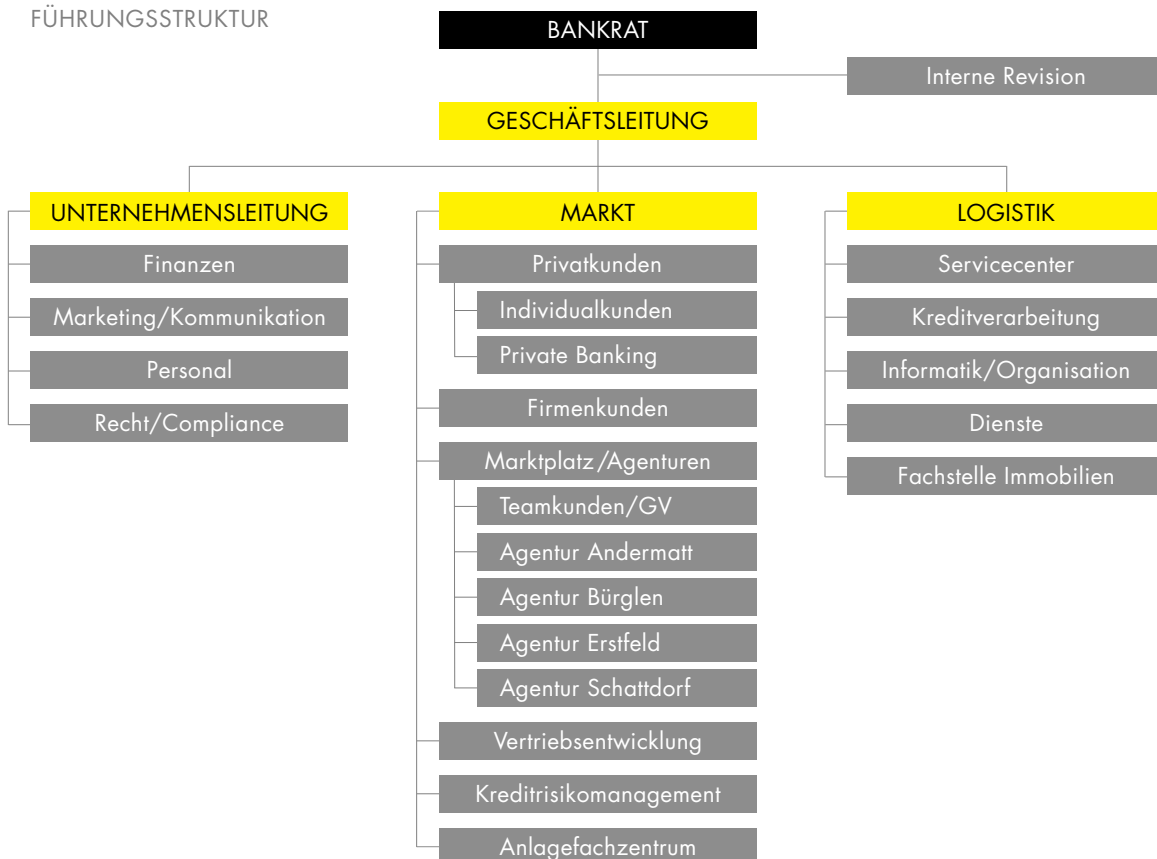 FÜHRUNGSSTRUKTUR
BANKRAT
Interne Revision
GESCHÄFTSLEITUNG
UNTERNEHMENSLEITUNG
Finanzen
Marketing/Kommunikation
Personal
Recht/Compliance
MARKT
Privatkunden
Individualkunden
Private Banking
Firmenkunden
Marktplatz/Agenturen
Teamkunden/GV
Agentur Andermatt
Agentur Bürglen
Agentur Erstfeld
Agentur Schattdorf
Vertriebsentwicklung
Kreditrisikomanagement
Anlagefachzentrum
LOGISTIK
Servicecenter
Kreditverarbeitung
Informatik/Organisation
Dienste
Fachstelle Immobilien